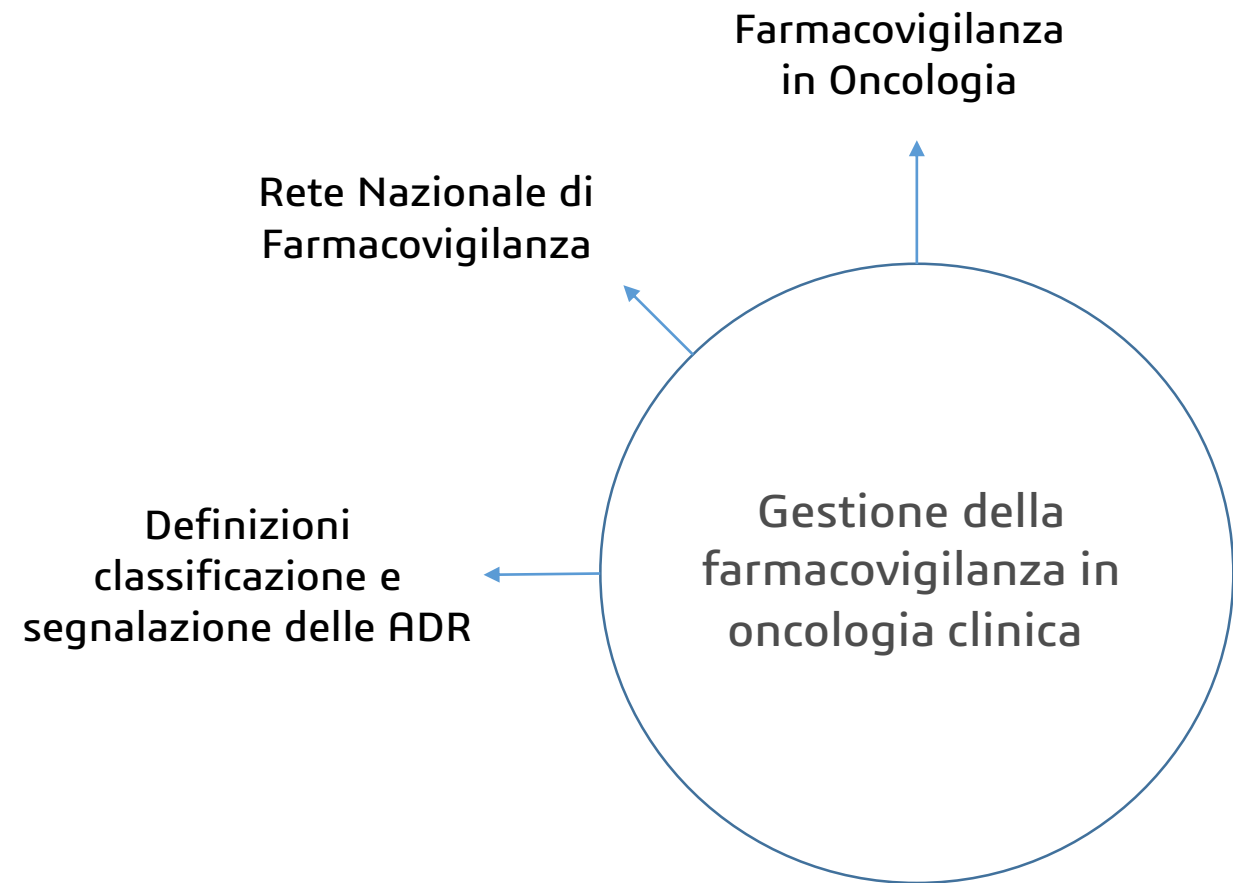 Farmacovigilanza
in Oncologia
Rete Nazionale di
Farmacovigilanza
Definizioni
classificazione e
segnalazione delle ADR
Gestione della
farmacovigilanza in
oncologia clinica